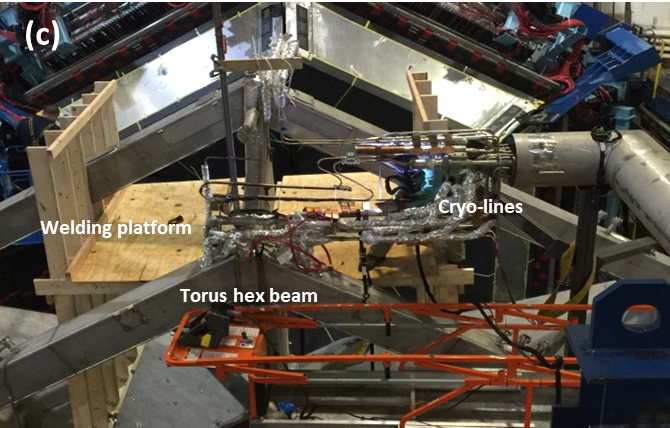 (c)
Welding platform
Cryo-lines
Torus hex beam